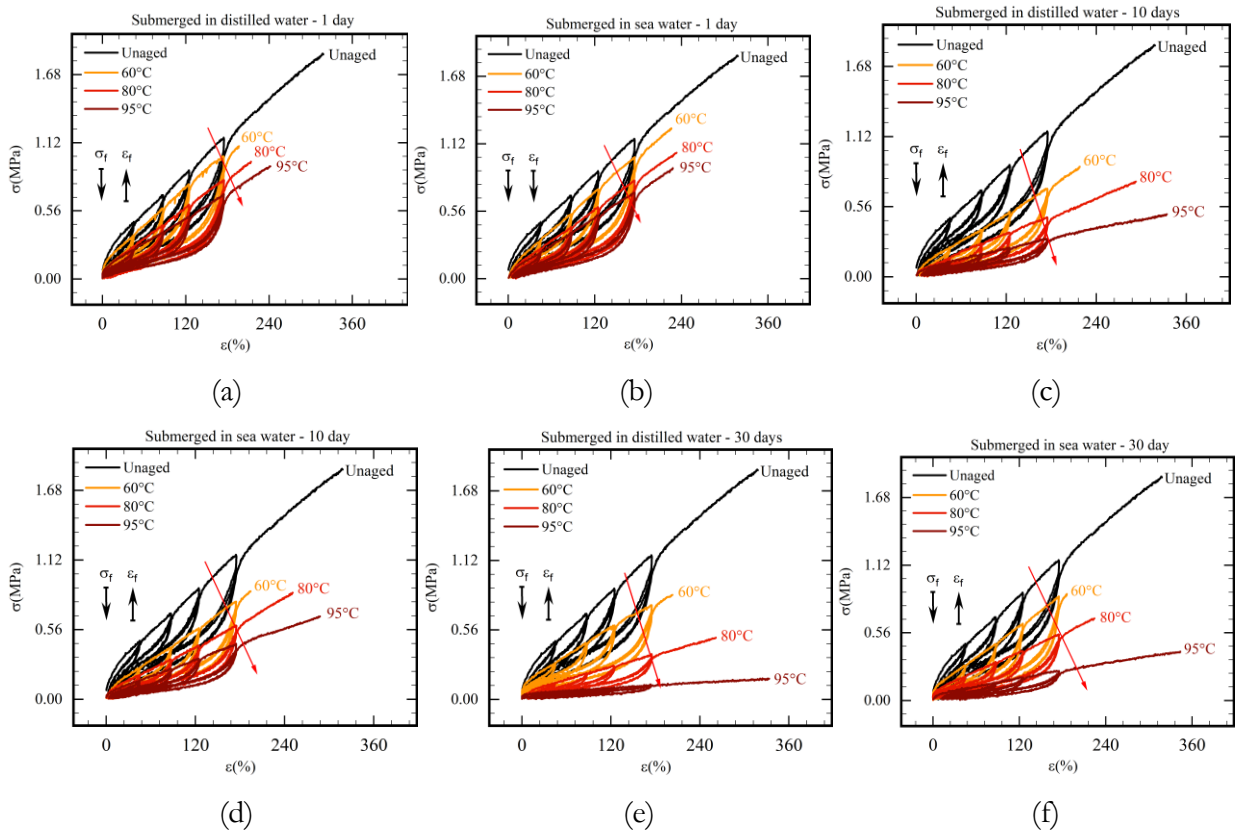 Submerged in distilled water - 1 day
Unaged
60°C
80°C
95°C
Unaged
60°C
80°C
95°C
σf
εf
σ(MPa)
1.68
1.12
0.56
0.00
0
120
240
360
ε(%)
(a)
Submerged in sea water - 1 day
Unaged
60°C
80°C
95°C
Unaged
60°C
80°C
95°C
σf
εf
σ(MPa)
1.68
1.12
0.56
0.00
0
120
240
360
ε(%)
(b)
Submerged in distilled water - 10 days
Unaged
60°C
80°C
95°C
Unaged
60°C
80°C
95°C
σf
εf
σ(MPa)
1.68
1.12
0.56
0.00
0
120
240
360
ε(%)
(c)
Submerged in sea water - 10 day
Unaged
60°C
80°C
95°C
Unaged
60°C
80°C
95°C
σf
εf
σ(MPa)
1.68
1.12
0.56
0.00
0
120
240
360
ε(%)
(d)
Submerged in distilled water - 30 days
Unaged
60°C
80°C
95°C
Unaged
60°C
80°C
95°C
σf
εf
σ(MPa)
1.68
1.12
0.56
0.00
0
120
240
360
ε(%)
(e)
Submerged in sea water - 30 day
Unaged
60°C
80°C
95°C
Unaged
60°C
80°C
95°C
σf
εf
σ(MPa)
1.68
1.12
0.56
0.00
0
120
240
360
ε(%)
(f)